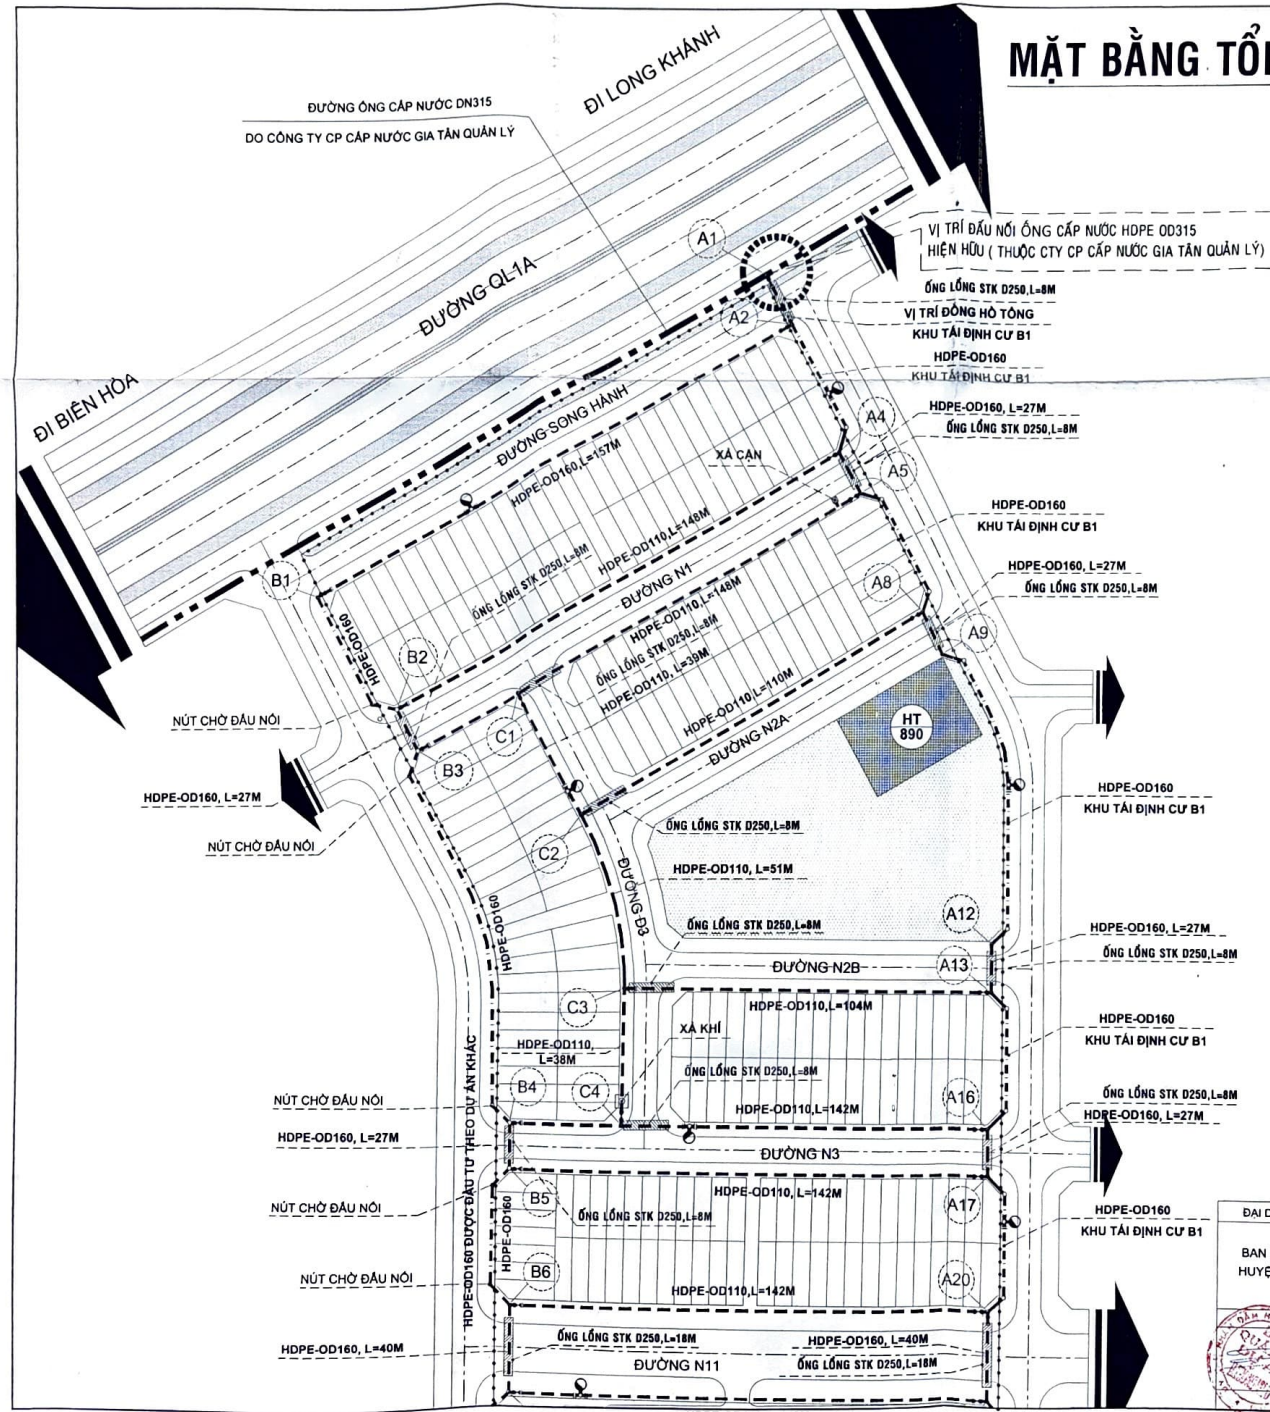 MẶT BẰNG TỔ
ĐI LONG KHÁNH
ĐƯỜNG ỐNG CẤP NƯỚC DN315
DO CÔNG TY CP CẤP NƯỚC GIA TÂN QUẢN LÝ
A1
VỊ TRÍ ĐẤU NỐI ỐNG CẤP NƯỚC HDPE OD315
HIỆN HỮU ( THUỘC CTY CP CẤP NƯỚC GIA TÂN QUẢN LÝ)
ĐƯỜNG QL1A
ỐNG LỒNG STK D250,L=8M
A2
VỊ TRÍ ĐỒNG HỒ TỔNG
KHU TÁI ĐỊNH CƯ B1
HDPE-OD160
KHU TÁI ĐỊNH CƯ B1
ĐI BIÊN HÒA
ĐƯỜNG SONG HÀNH
HDPE-OD160, L=27M
A4
ỐNG LỒNG STK D250,L=8M
HDPE-OD160,L=157M
XẢ CẠN
A5
HDPE-OD160
KHU TÁI ĐỊNH CƯ B1
HDPE-OD110,L=148M
ỐNG LỒNG STK D250,L=8M
B1
ĐƯỜNG N1
A8
HDPE-OD160, L=27M
ỐNG LỒNG STK D250,L=8M
HDPE-OD110,L=148M
HDPE-OD160
A9
ỐNG LỒNG STK D250,L=8M
B2
HDPE-OD110, L=39M
HDPE-OD110,L=110M
NÚT CHỜ ĐẤU NỐI
C1
ĐƯỜNG N2A
HT
890
B3
HDPE-OD160, L=27M
HDPE-OD160
KHU TÁI ĐỊNH CƯ B1
ỐNG LỒNG STK D250,L=8M
NÚT CHỜ ĐẤU NỐI
C2
HDPE-OD110, L=51M
ĐƯỜNG D3
HDPE-OD160
A12
ỐNG LỒNG STK D250,L=8M
HDPE-OD160, L=27M
ỐNG LỒNG STK D250,L=8M
ĐƯỜNG N2B
A13
C3
HDPE-OD110,L=104M
HDPE-OD160
KHU TÁI ĐỊNH CƯ B1
XẢ KHÍ
HDPE-OD110,
L=38M
ỐNG LỒNG STK D250,L=8M
B4
C4
A16
ỐNG LỒNG STK D250,L=8M
NÚT CHỜ ĐẤU NỐI
HDPE-OD110,L=142M
HDPE-OD160, L=27M
HDPE-OD160, L=27M
ĐƯỜNG N3
HDPE-OD160 ĐƯỢC ĐẦU TƯ THEO DỰ ÁN KHÁC
HDPE-OD110, L=142M
B5
A17
NÚT CHỜ ĐẤU NỐI
ỐNG LỒNG STK D250,L=8M
HDPE-OD160
HDPE-OD160
KHU TÁI ĐỊNH CƯ B1
ĐẠI D
B6
BAN
HUYỆ
NÚT CHỜ ĐẤU NỐI
HDPE-OD110,L=142M
A20
ỐNG LỒNG STK D250,L=18M
HDPE-OD160, L=40M
HDPE-OD160, L=40M
ĐƯỜNG N11
ỐNG LỒNG STK D250,L=18M